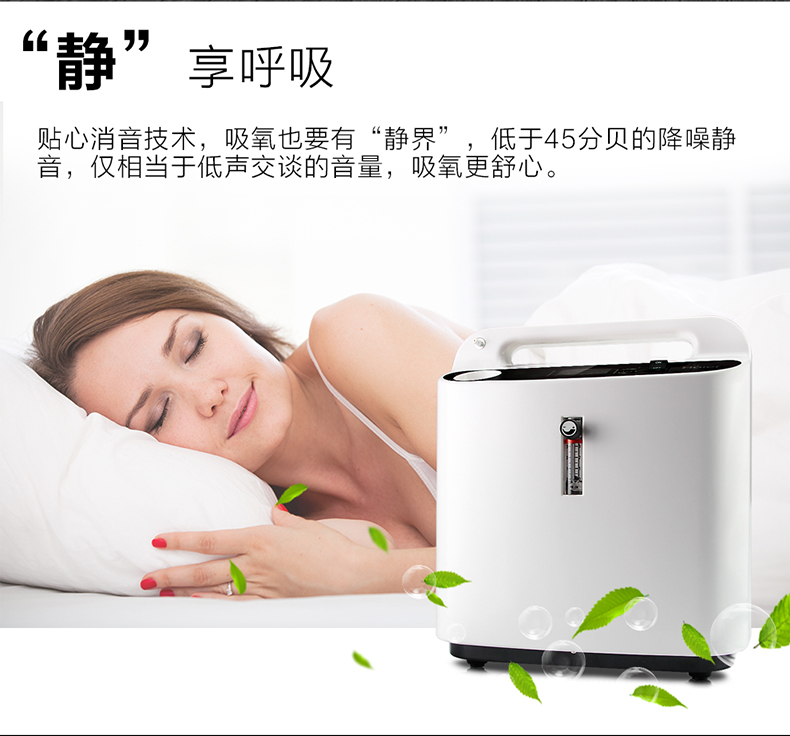 “静” 享呼吸
贴心消音技术，吸氧也要有“静界”，低于45分贝的降噪静
音，仅相当于低声交谈的音量，吸氧更舒心。